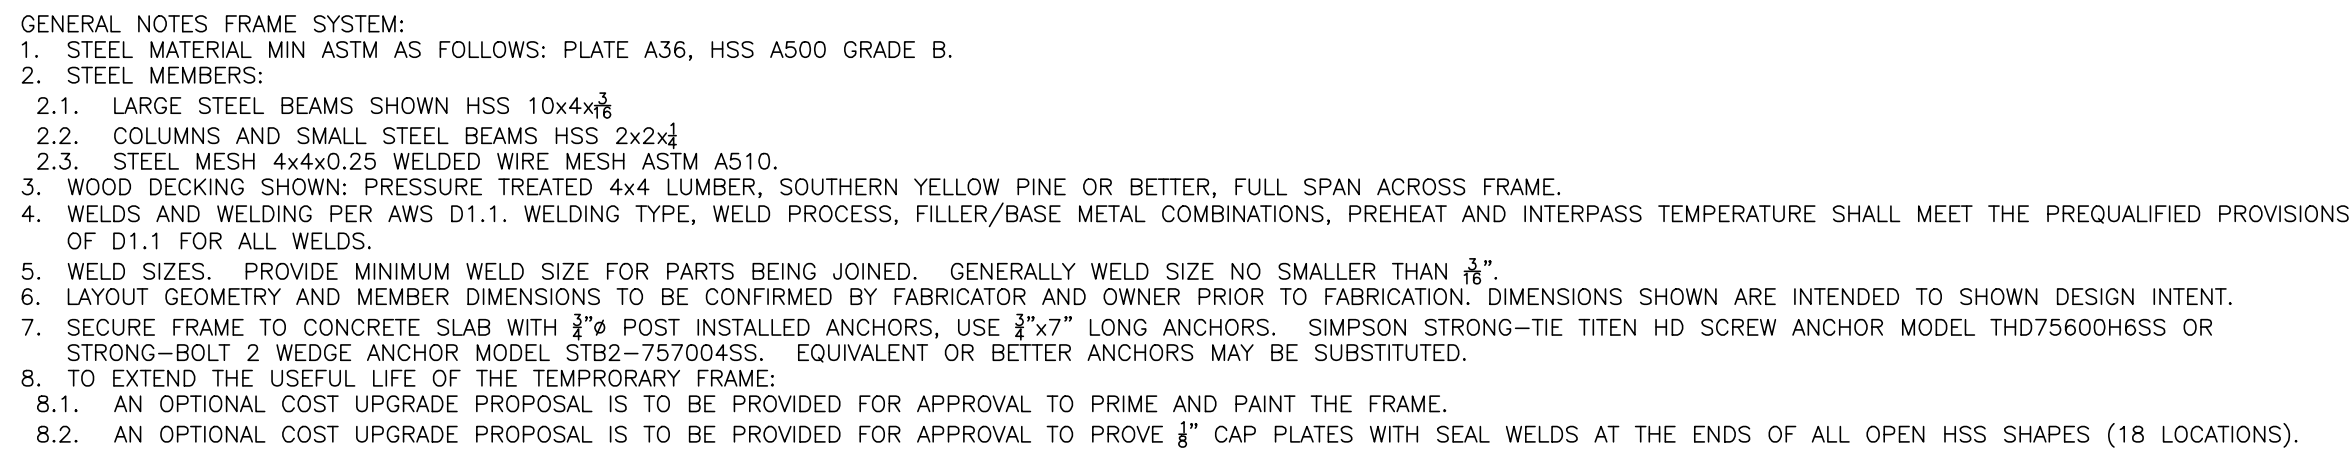 GENERAL NOTES FRAME SYSTEM:
1. STEEL MATERIAL MIN ASTM AS FOLLOWS: PLATE A36, HSS A500 GRADE B.
2. STEEL MEMBERS:
2.1. LARGE STEEL BEAMS SHOWN HSS 10x4x3/16
2.2. COLUMNS AND SMALL STEEL BEAMS HSS 2x2x1/4
2.3. STEEL MESH 4x4x0.25 WELDED WIRE MESH ASTM A510.
3. WOOD DECKING SHOWN: PRESSURE TREATED 4x4 LUMBER, SOUTHERN YELLOW PINE OR BETTER, FULL SPAN ACROSS FRAME.
4. WELDS AND WELDING PER AWS D1.1. WELDING TYPE, WELD PROCESS, FILLER/BASE METAL COMBINATIONS, PREHEAT AND INTERPASS TEMPERATURE SHALL MEET THE PREQUALIFIED PROVISIONS
OF D1.1 FOR ALL WELDS.
5. WELD SIZES. PROVIDE MINIMUM WELD SIZE FOR PARTS BEING JOINED. GENERALLY WELD SIZE NO SMALLER THAN 3/16".
6. LAYOUT GEOMETRY AND MEMBER DIMENSIONS TO BE CONFIRMED BY FABRICATOR AND OWNER PRIOR TO FABRICATION. DIMENSIONS SHOWN ARE INTENDED TO SHOWN DESIGN INTENT.
7. SECURE FRAME TO CONCRETE SLAB WITH 3/4"ø POST INSTALLED ANCHORS, USE 3/4"x7" LONG ANCHORS. SIMPSON STRONG-TIE TITEN HD SCREW ANCHOR MODEL THD75600H6SS OR
STRONG-BOLT 2 WEDGE ANCHOR MODEL STB2-757004SS. EQUIVALENT OR BETTER ANCHORS MAY BE SUBSTITUTED.
8. TO EXTEND THE USEFUL LIFE OF THE TEMPRORARY FRAME:
8.1. AN OPTIONAL COST UPGRADE PROPOSAL IS TO BE PROVIDED FOR APPROVAL TO PRIME AND PAINT THE FRAME.
8.2. AN OPTIONAL COST UPGRADE PROPOSAL IS TO BE PROVIDED FOR APPROVAL TO PROVE 1/8" CAP PLATES WITH SEAL WELDS AT THE ENDS OF ALL OPEN HSS SHAPES (18 LOCATIONS).